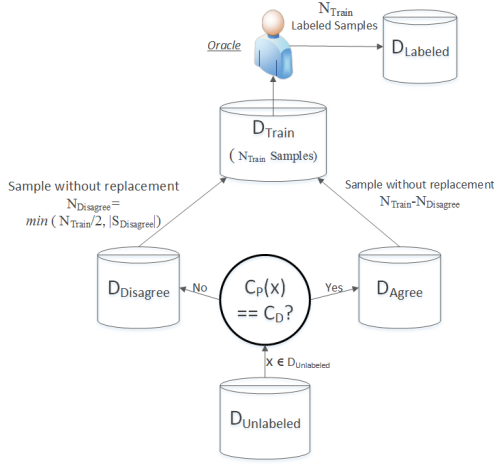 N_Train
Labeled Samples
Oracle
D_Labeled
D_Train
( N_Train Samples)
Sample without replacement
N_Disagree=
min ( N_Train/2, |S_Disagree|)
Sample without replacement
N_Train-N_Disagree
D_Disagree
No
C_P(x)
== C_D?
Yes
D_Agree
x ϵ D_Unlabeled
D_Unlabeled